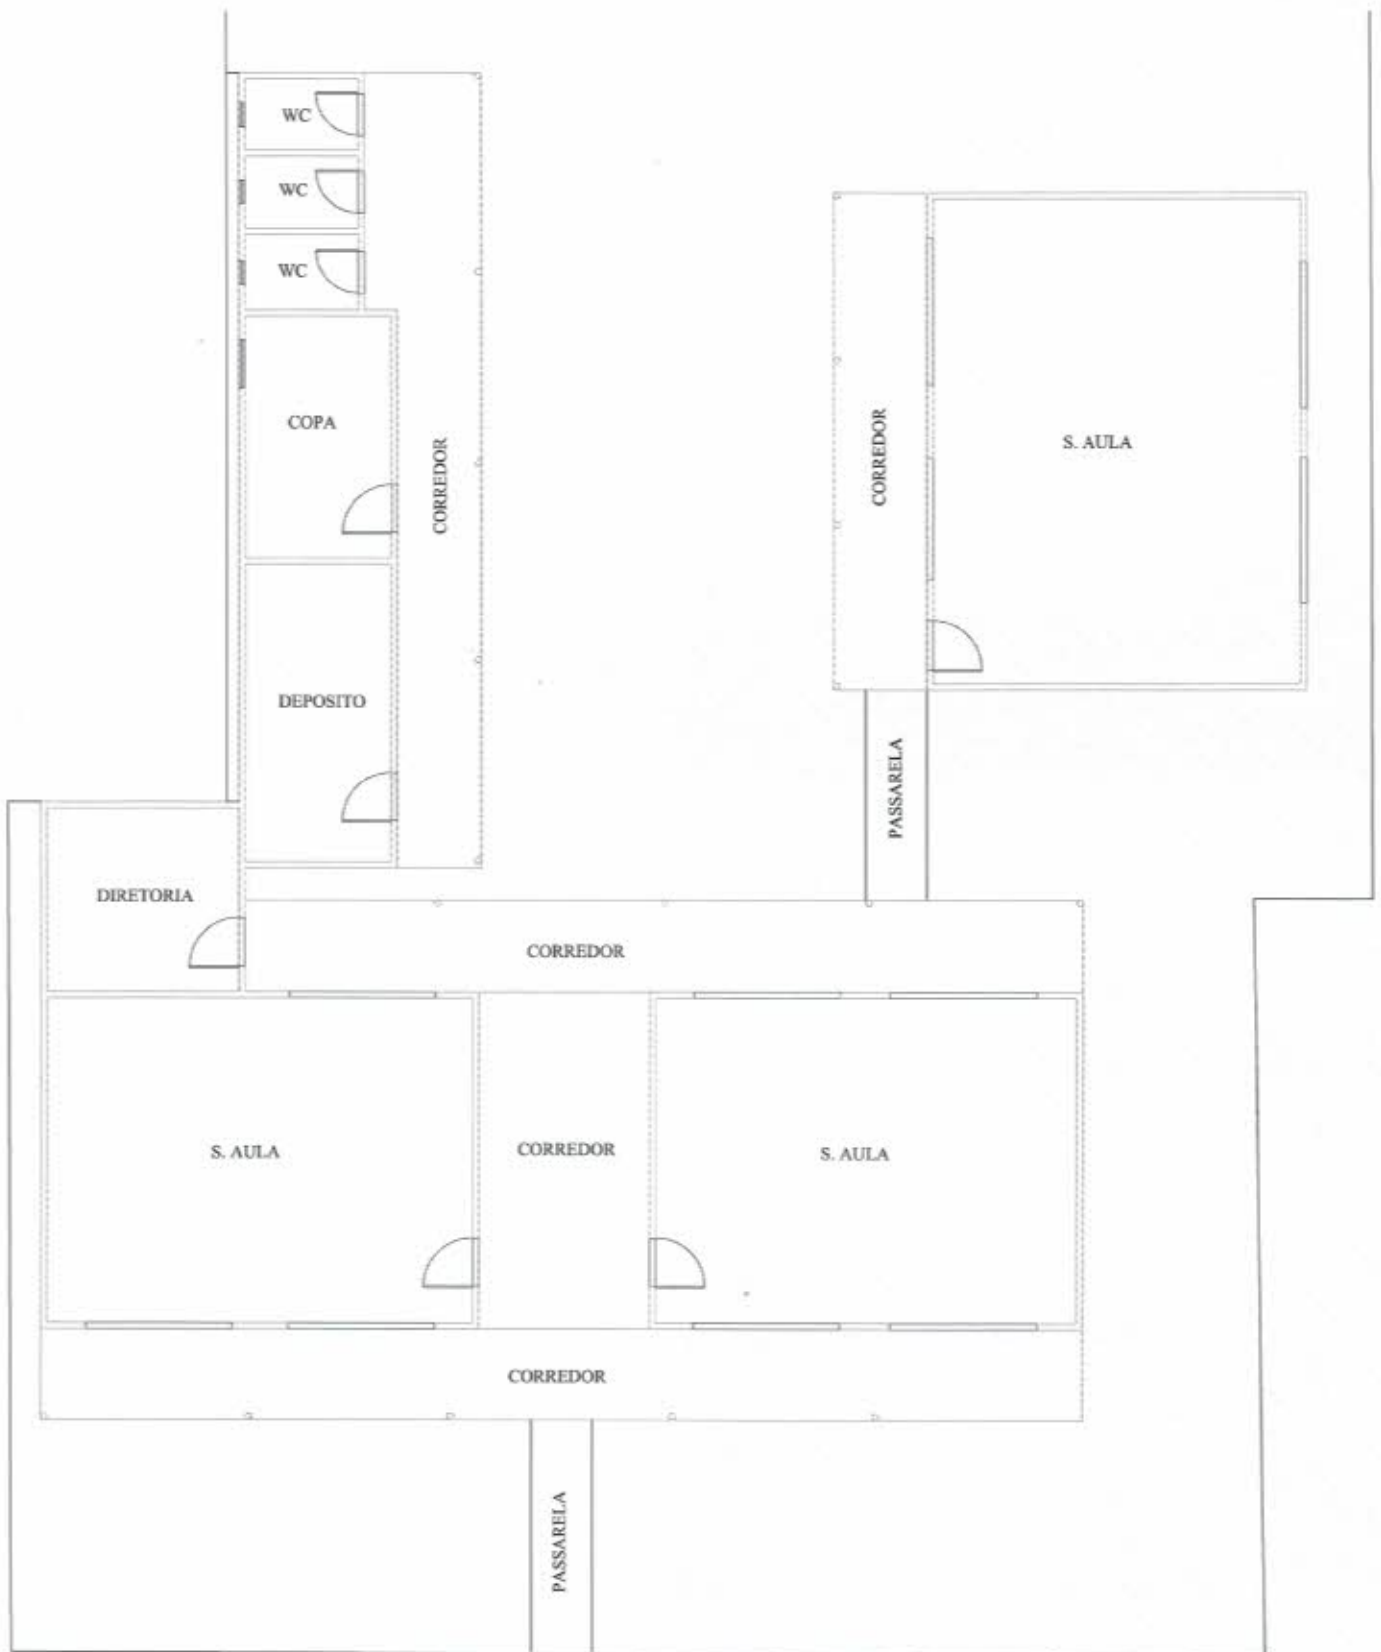 WC
WC
WC
COPA
CORREDOR
DEPOSITO
CORREDOR
S. AULA
PASSARELA
DIRETORIA
CORREDOR
S. AULA
CORREDOR
S. AULA
CORREDOR
PASSARELA